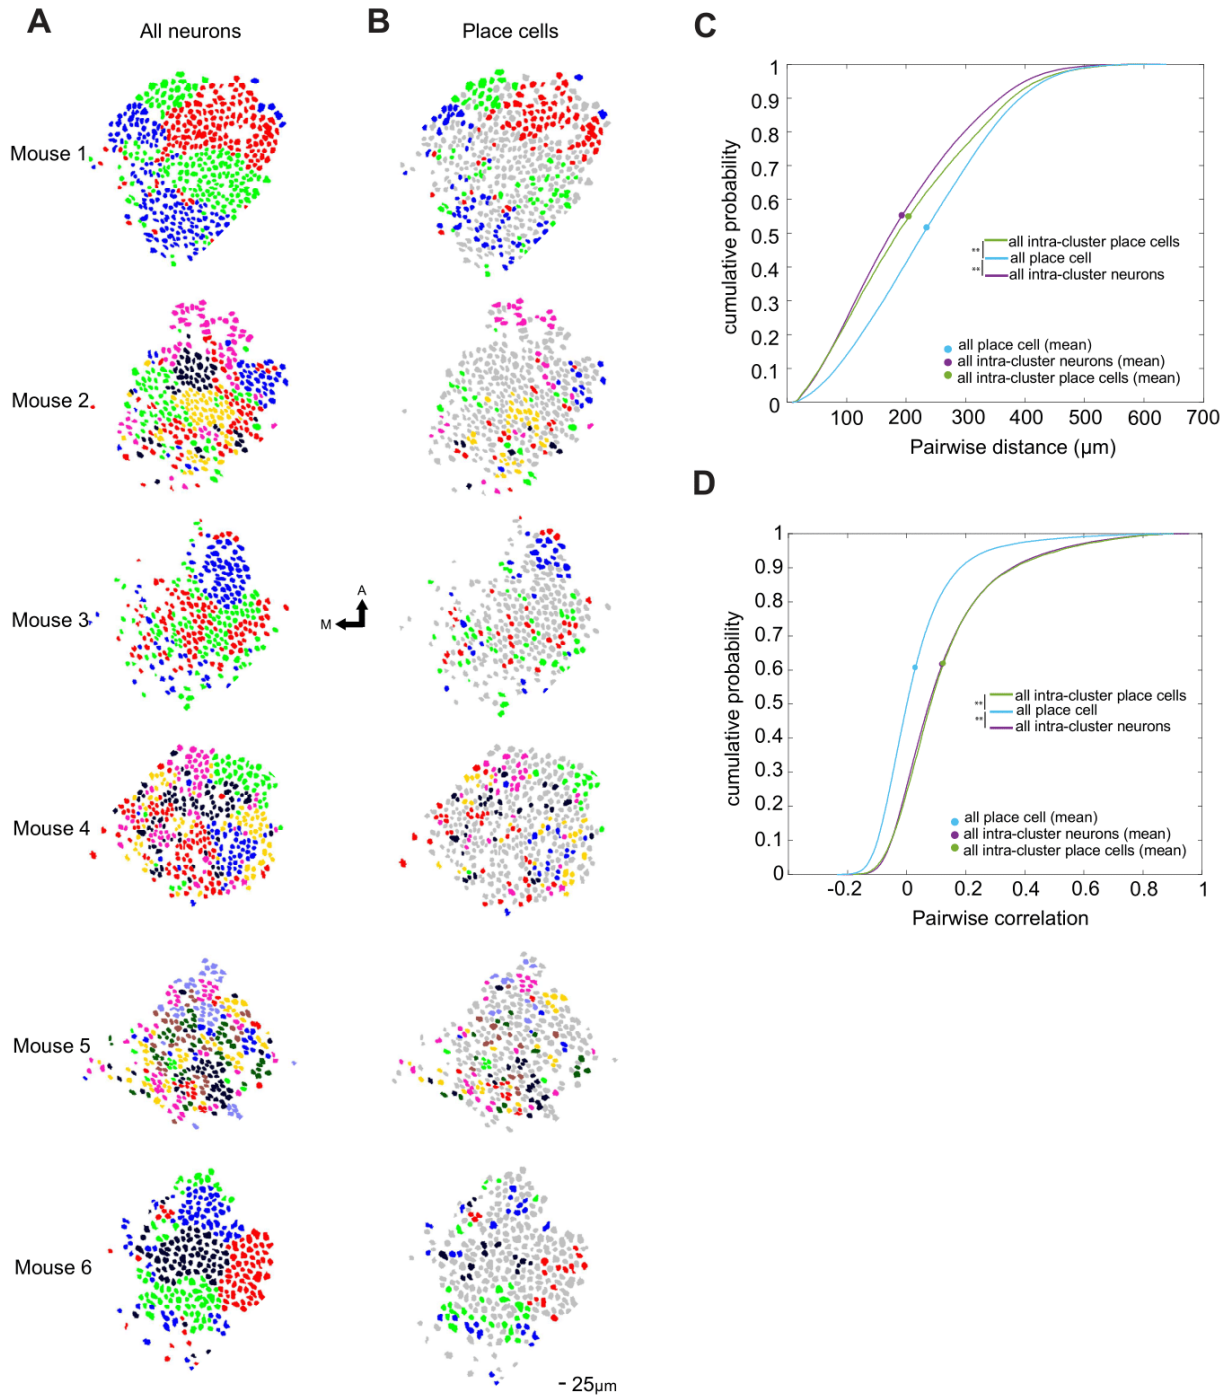 A
All neurons
B
Place cells
C
Mouse 1
Mouse 2
Mouse 3
A
M
Mouse 4
Mouse 5
Mouse 6
- 25µm
cumulative probability
1
0.9
0.8
0.7
0.6
0.5
0.4
0.3
0.2
0.1
0
100
200
300
400
500
600
700
Pairwise distance (µm)
all intra-cluster place cells
**
all place cell
**
all intra-cluster neurons
all place cell (mean)
all intra-cluster neurons (mean)
all intra-cluster place cells (mean)
D
cumulative probability
1
0.9
0.8
0.7
0.6
0.5
0.4
0.3
0.2
0.1
0
-0.2
0
0.2
0.4
0.6
0.8
1
Pairwise correlation
all intra-cluster place cells
**
all place cell
**
all intra-cluster neurons
all place cell (mean)
all intra-cluster neurons (mean)
all intra-cluster place cells (mean)